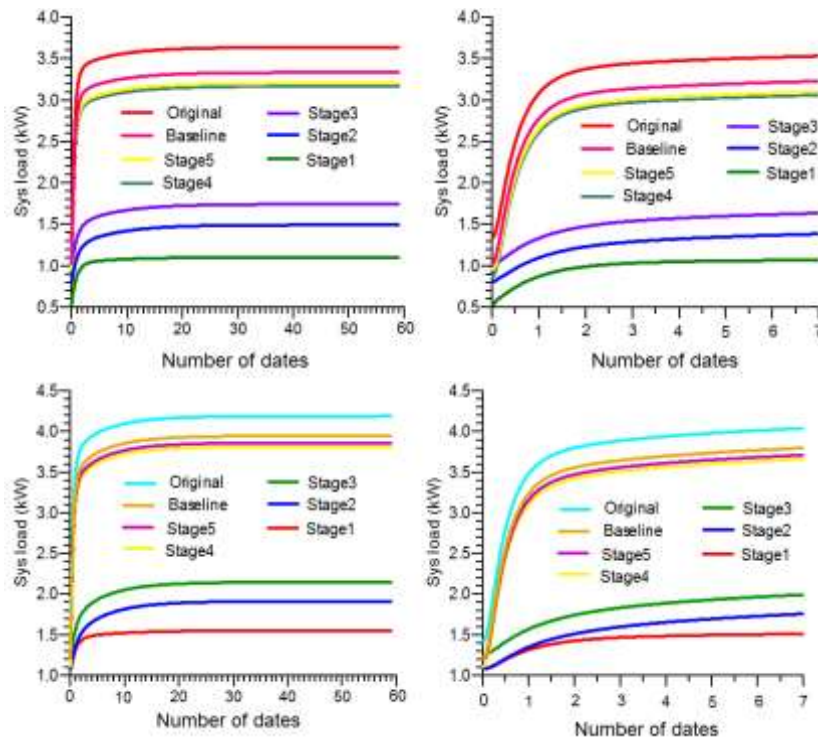 4.0
3.5
3.0
2.5
2.0
1.5
1.0
0.5
Sys load (kW)
Original
Baseline
Stage5
Stage4
Stage3
Stage2
Stage1
0 10 20 30 40 50 60
Number of dates
4.0
3.5
3.0
2.5
2.0
1.5
1.0
0.5
Sys load (kW)
Original
Baseline
Stage5
Stage4
Stage3
Stage2
Stage1
0 1 2 3 4 5 6 7
Number of dates
4.5
4.0
3.5
3.0
2.5
2.0
1.5
1.0
Sys load (kW)
Original
Baseline
Stage5
Stage4
Stage3
Stage2
Stage1
0 10 20 30 40 50 60
Number of dates
4.5
4.0
3.5
3.0
2.5
2.0
1.5
1.0
Sys load (kW)
Original
Baseline
Stage5
Stage4
Stage3
Stage2
Stage1
0 1 2 3 4 5 6 7
Number of dates